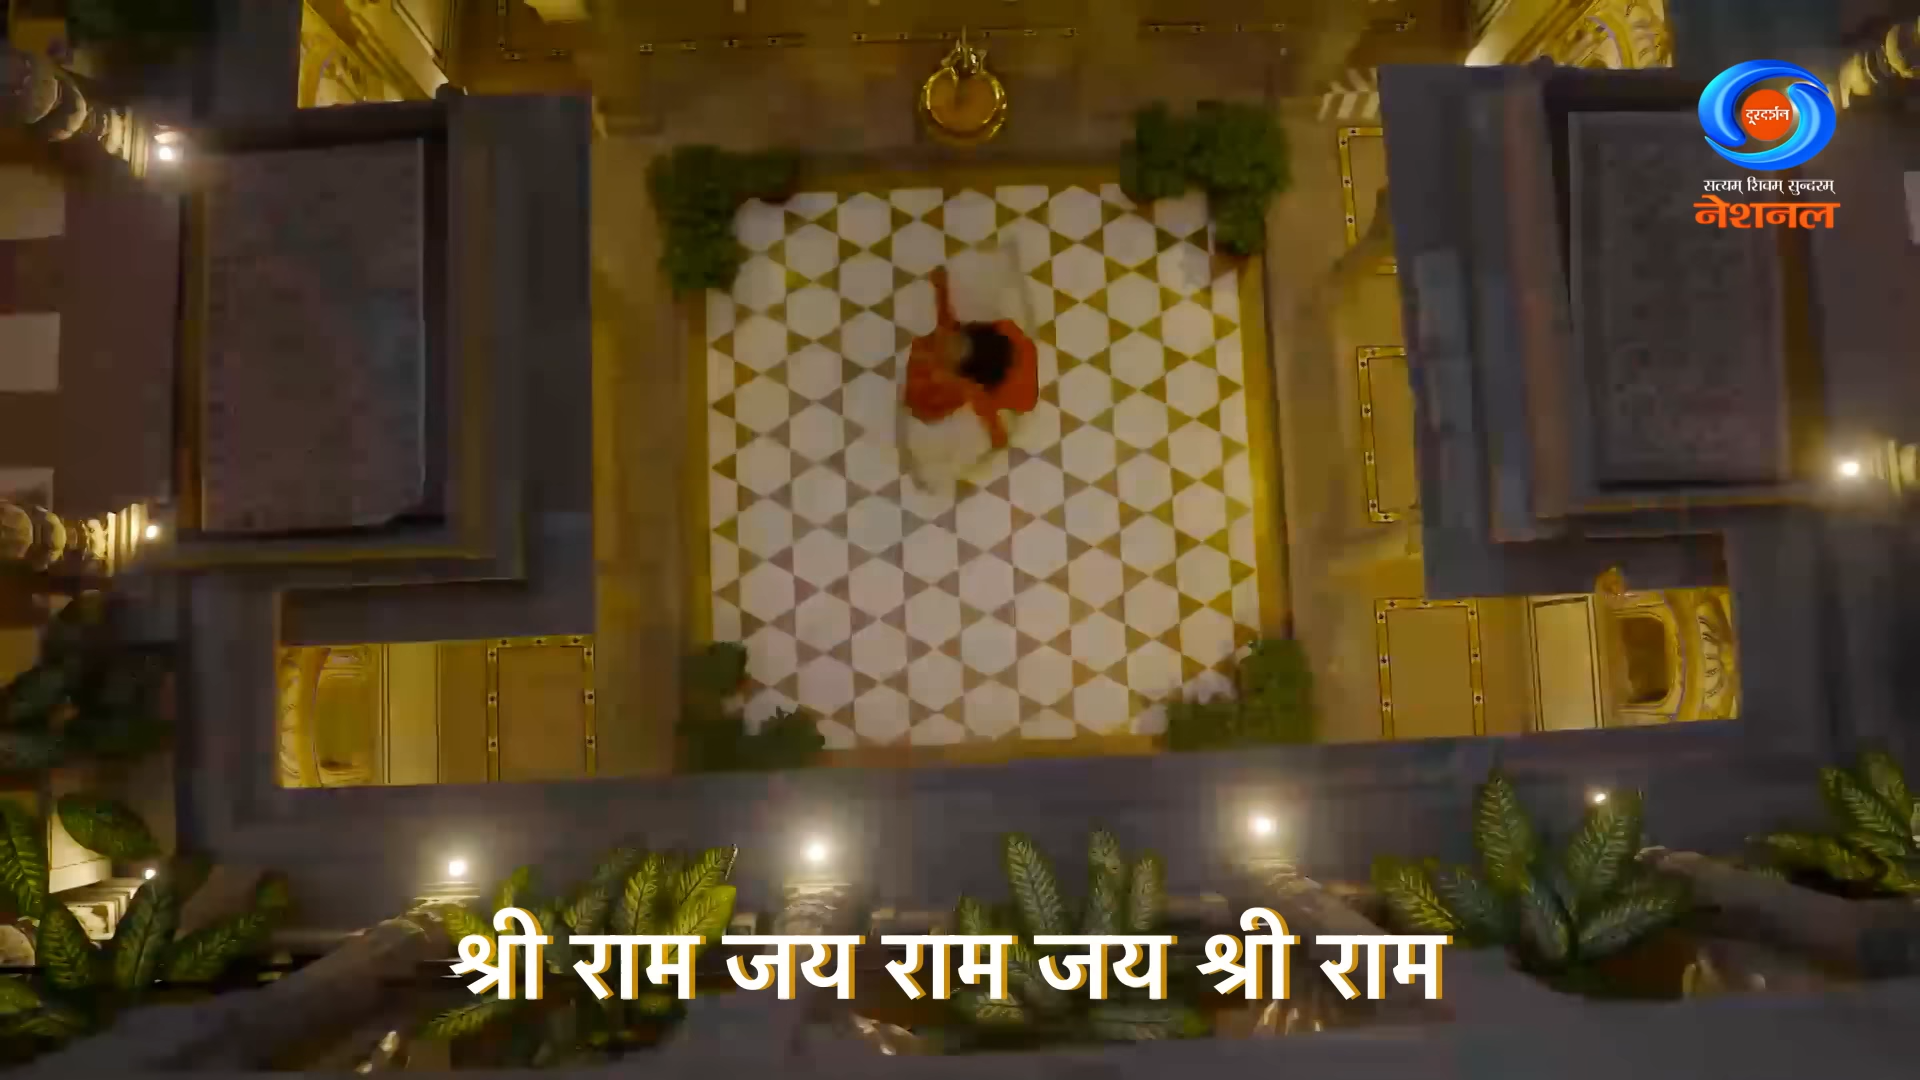 दूरदर्शन
सत्यम् शिवम् सुन्दरम्
नेशनल
श्री राम जय राम जय श्री राम